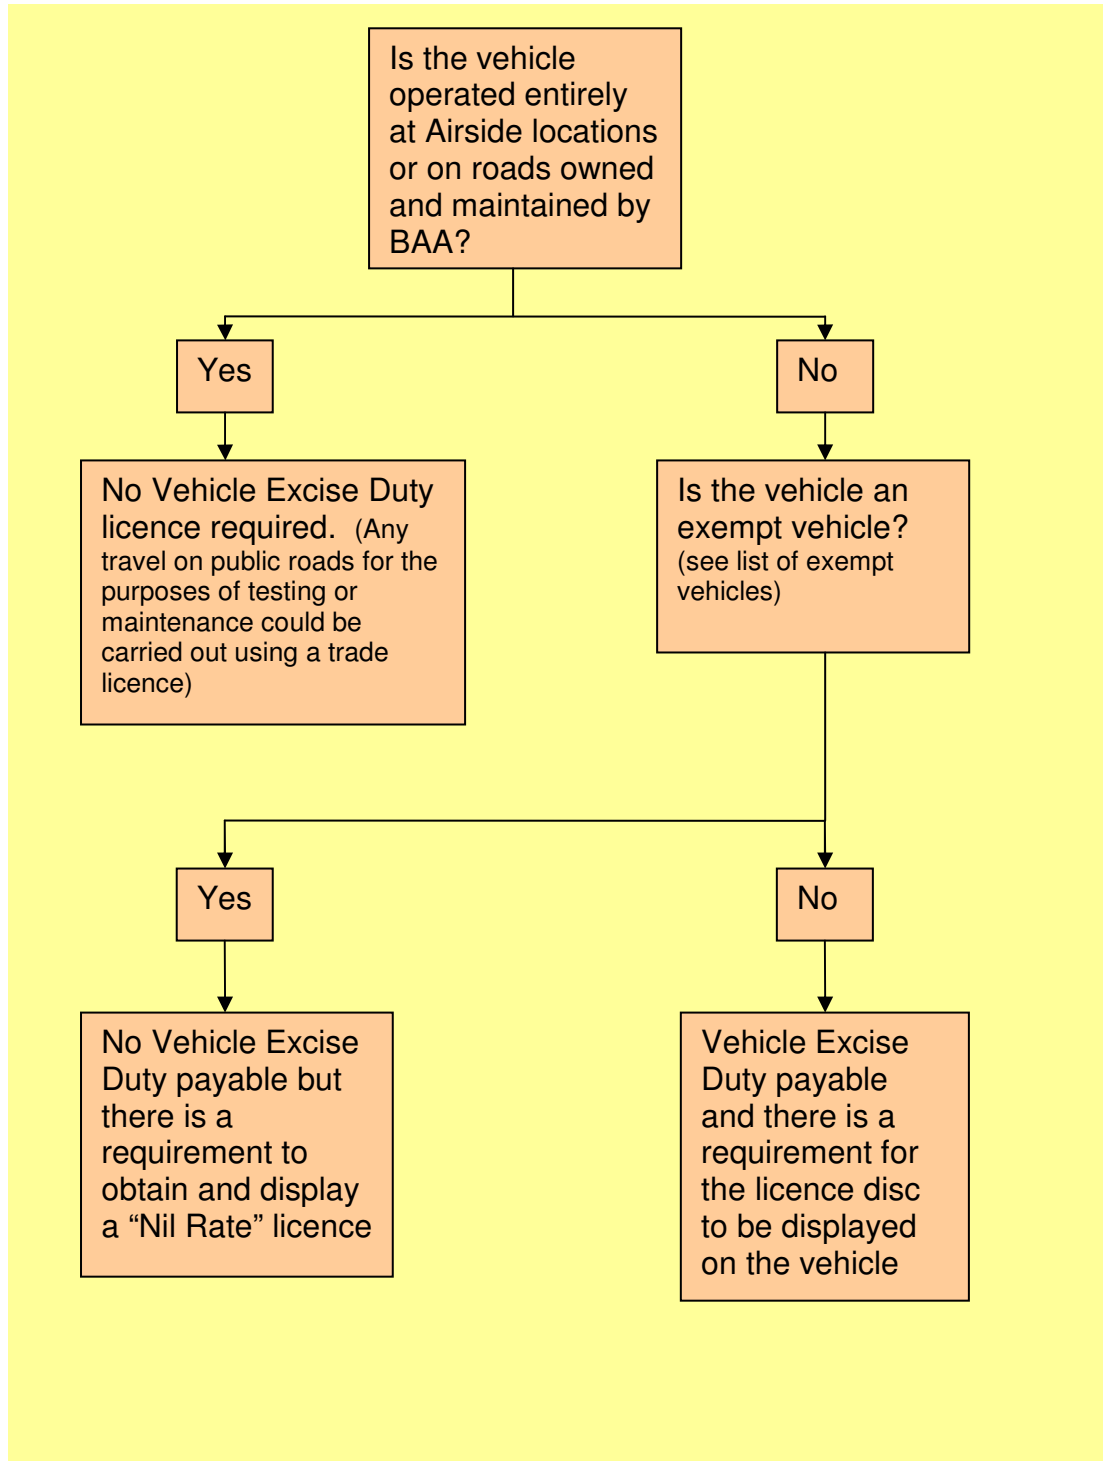 Is the vehicle
operated entirely
at Airside locations
or on roads owned
and maintained by
BAA?
Yes
No
No Vehicle Excise Duty
licence required. (Any
travel on public roads for the
purposes of testing or
maintenance could be
carried out using a trade
licence)
Is the vehicle an
exempt vehicle?
(see list of exempt
vehicles)
Yes
No
No Vehicle Excise
Duty payable but
there is a
requirement to
obtain and display
a “Nil Rate” licence
Vehicle Excise
Duty payable
and there is a
requirement for
the licence disc
to be displayed
on the vehicle